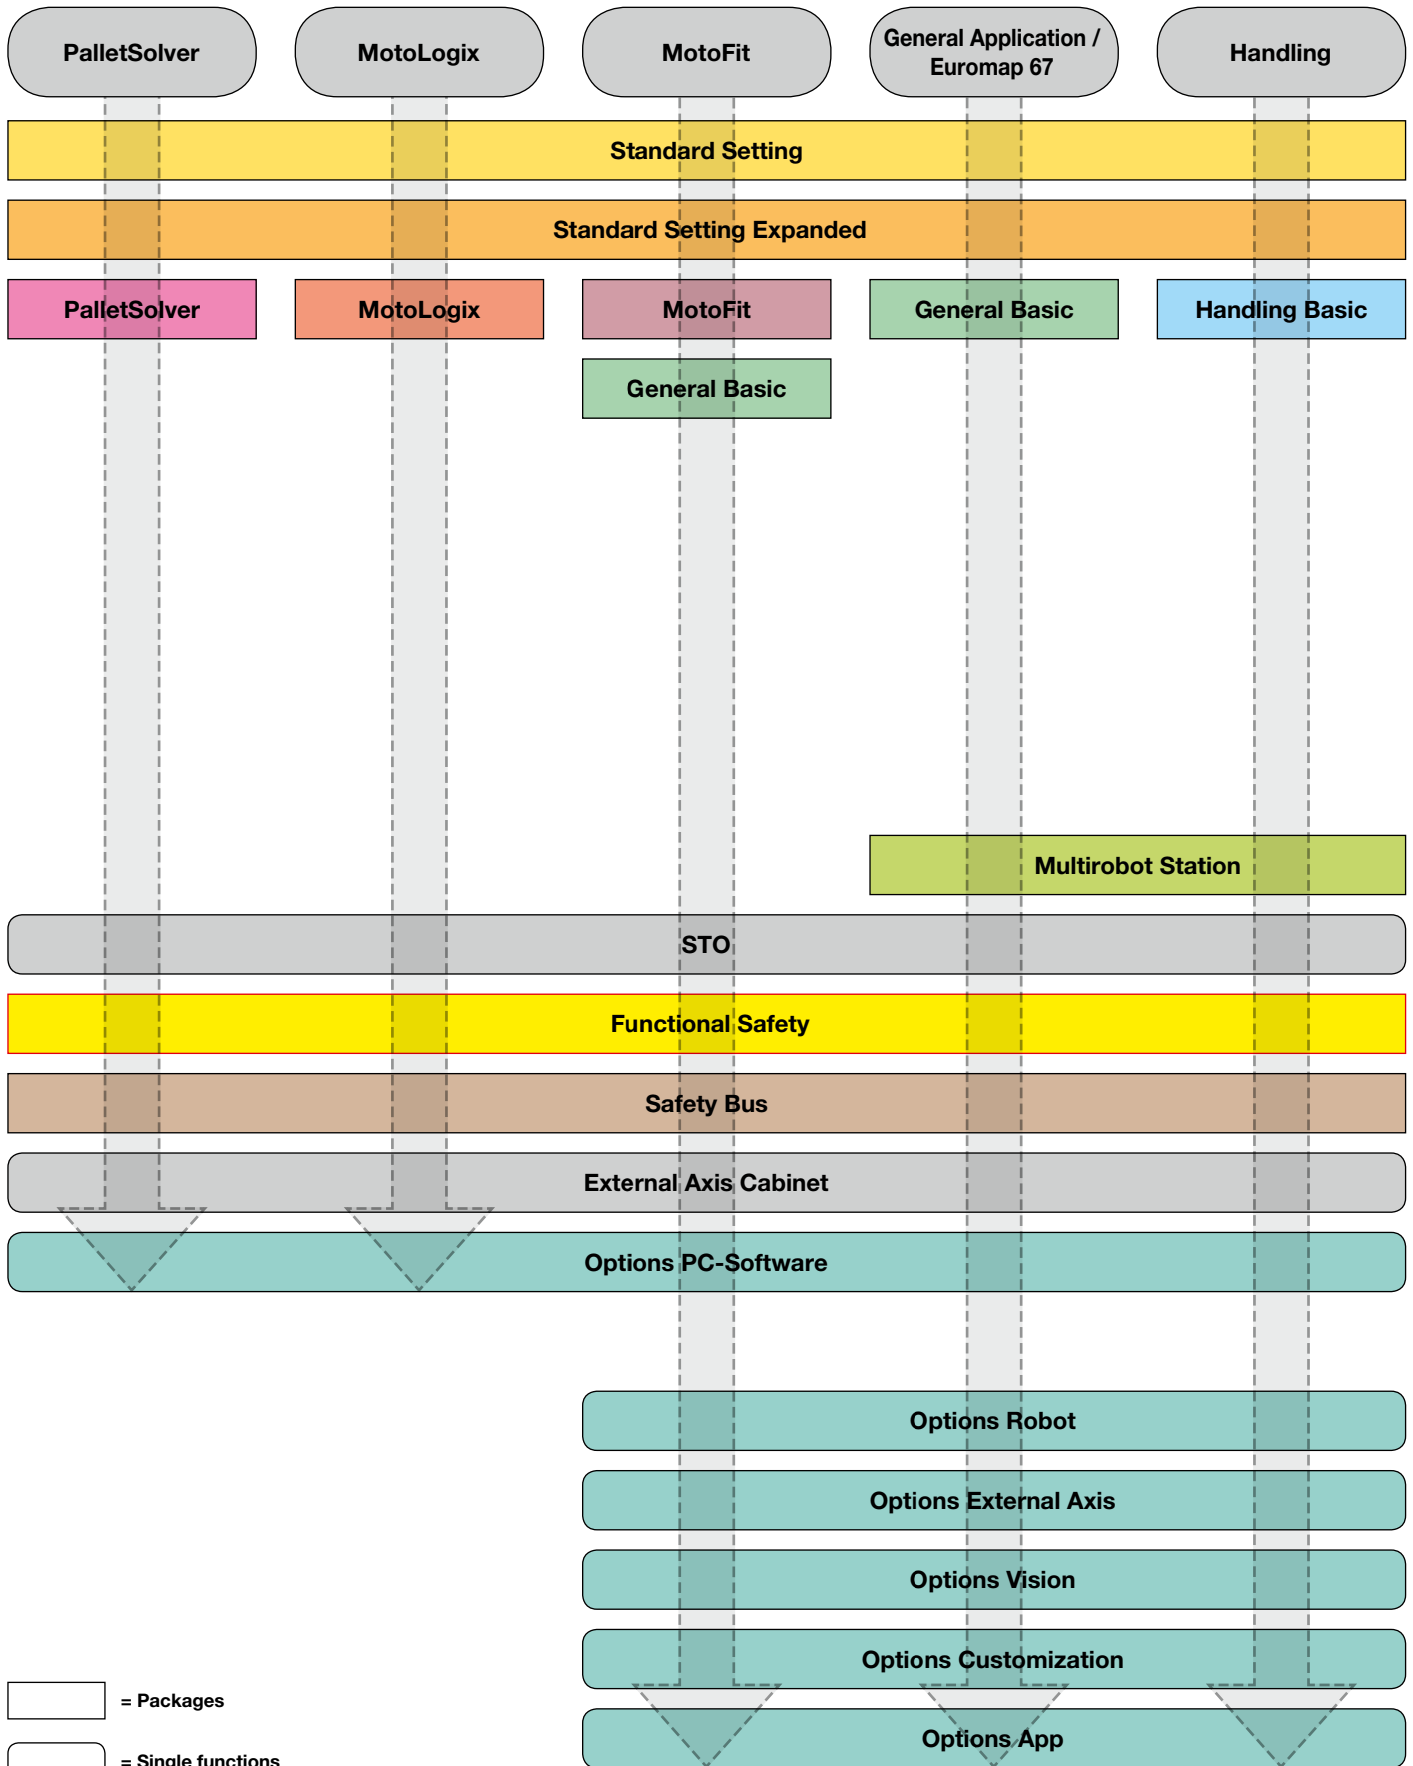 PalletSolver
MotoLogix
MotoFit
General Application /
Euromap 67
Handling
Standard Setting
Standard Setting Expanded
PalletSolver
MotoLogix
MotoFit
General Basic
Handling Basic
General Basic
Multirobot Station
STO
Functional Safety
Safety Bus
External Axis Cabinet
Options PC-Software
Options Robot
Options External Axis
Options Vision
Options Customization
Options App
= Packages
= Single functions